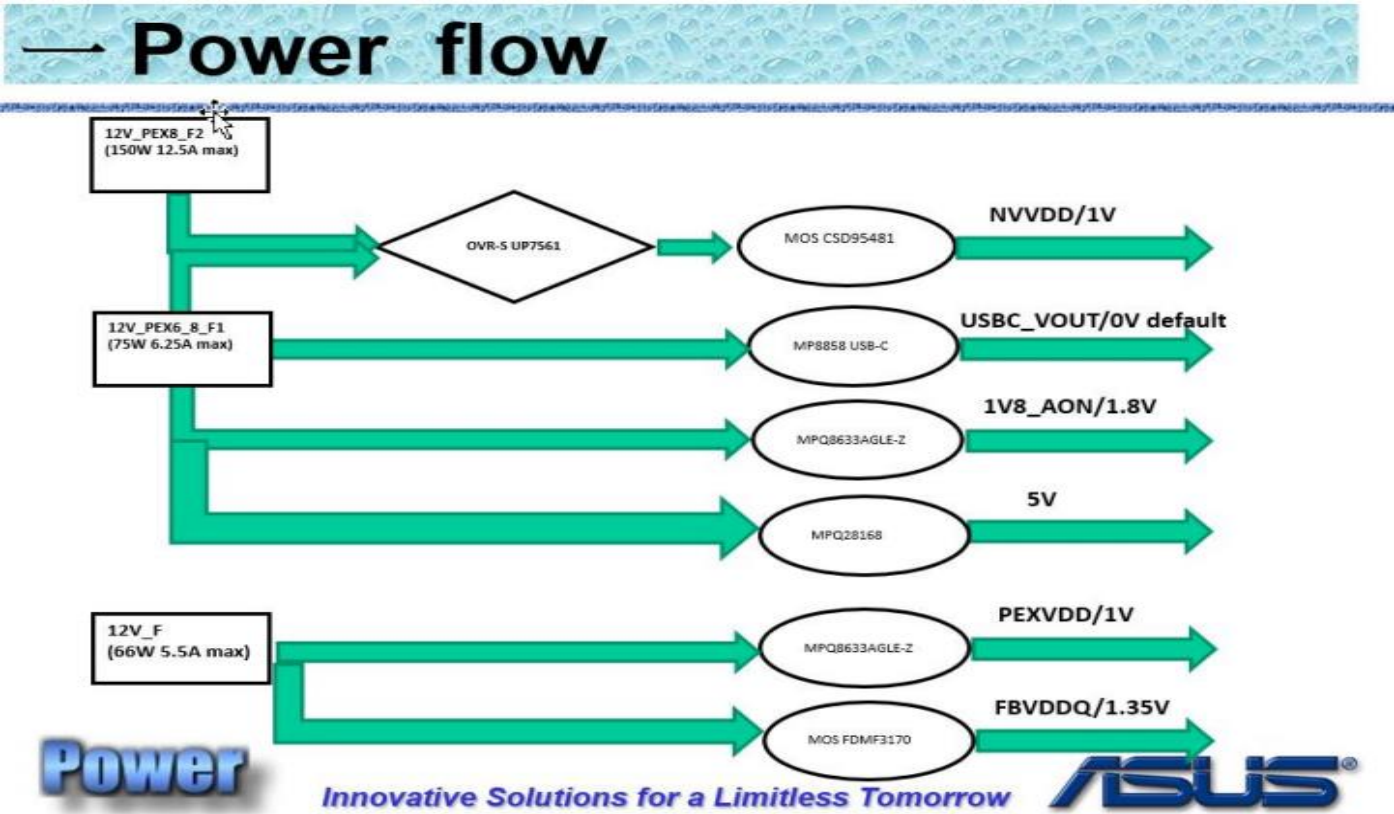 Power flow
12V_PEX8_F2
(150W 12.5A max)
OVR-S UP7561
MOS CSD95481
NVVDD/1V
12V_PEX6_8_F1
(75W 6.25A max)
MP8858 USB-C
USBC_VOUT/0V default
MPQ8633AGLE-Z
1V8_AON/1.8V
MPQ28168
5V
12V_F
(66W 5.5A max)
MPQ8633AGLE-Z
PEXVDD/1V
MOS FDMF3170
FBVDDQ/1.35V
Power
Innovative Solutions for a Limitless Tomorrow
ASUS®